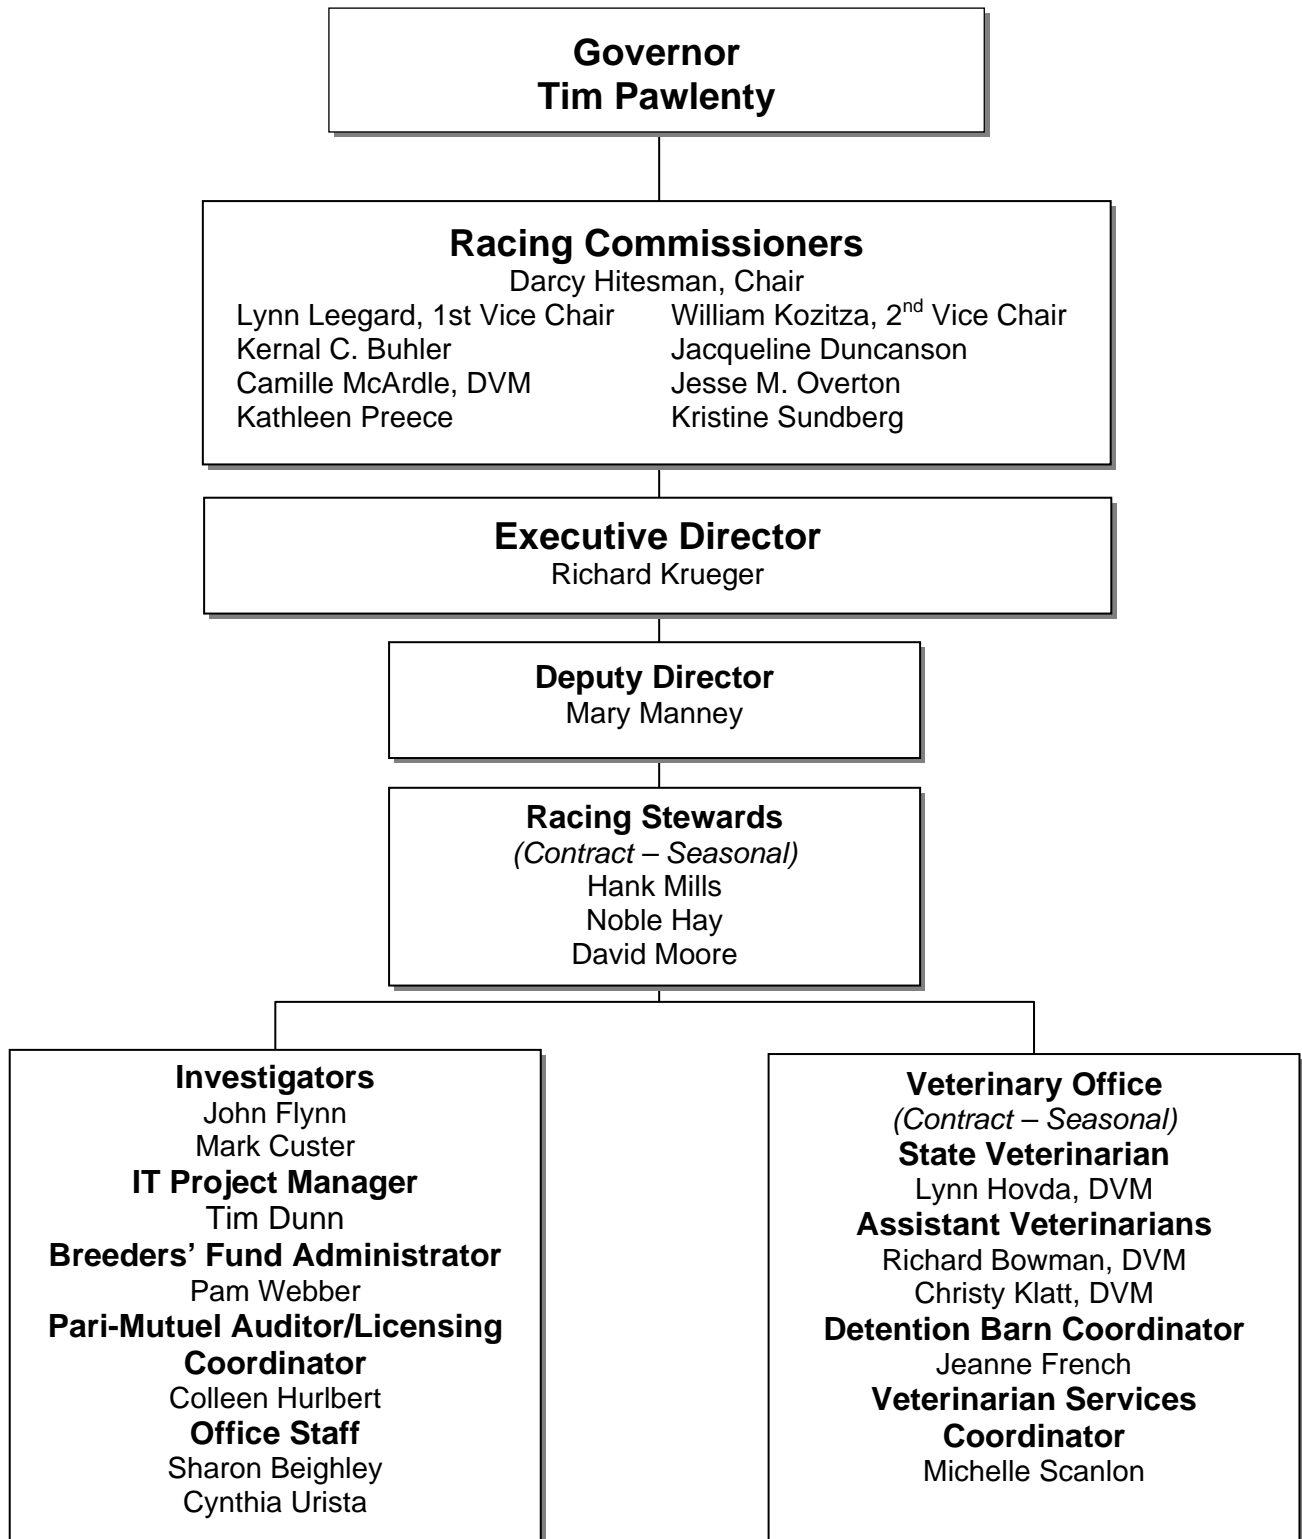 Governor
Tim Pawlenty
Racing Commissioners
Darcy Hitesman, Chair
Lynn Leegard, 1st Vice Chair William Kozitza, 2nd Vice Chair
Kernal C. Buhler Jacqueline Duncanson
Camille McArdle, DVM Jesse M. Overton
Kathleen Preece Kristine Sundberg
Executive Director
Richard Krueger
Deputy Director
Mary Manney
Racing Stewards
(Contract – Seasonal)
Hank Mills
Noble Hay
David Moore
Investigators
John Flynn
Mark Custer
IT Project Manager
Tim Dunn
Breeders’ Fund Administrator
Pam Webber
Pari-Mutuel Auditor/Licensing
Coordinator
Colleen Hurlbert
Office Staff
Sharon Beighley
Cynthia Urista
Veterinary Office
(Contract – Seasonal)
State Veterinarian
Lynn Hovda, DVM
Assistant Veterinarians
Richard Bowman, DVM
Christy Klatt, DVM
Detention Barn Coordinator
Jeanne French
Veterinarian Services
Coordinator
Michelle Scanlon